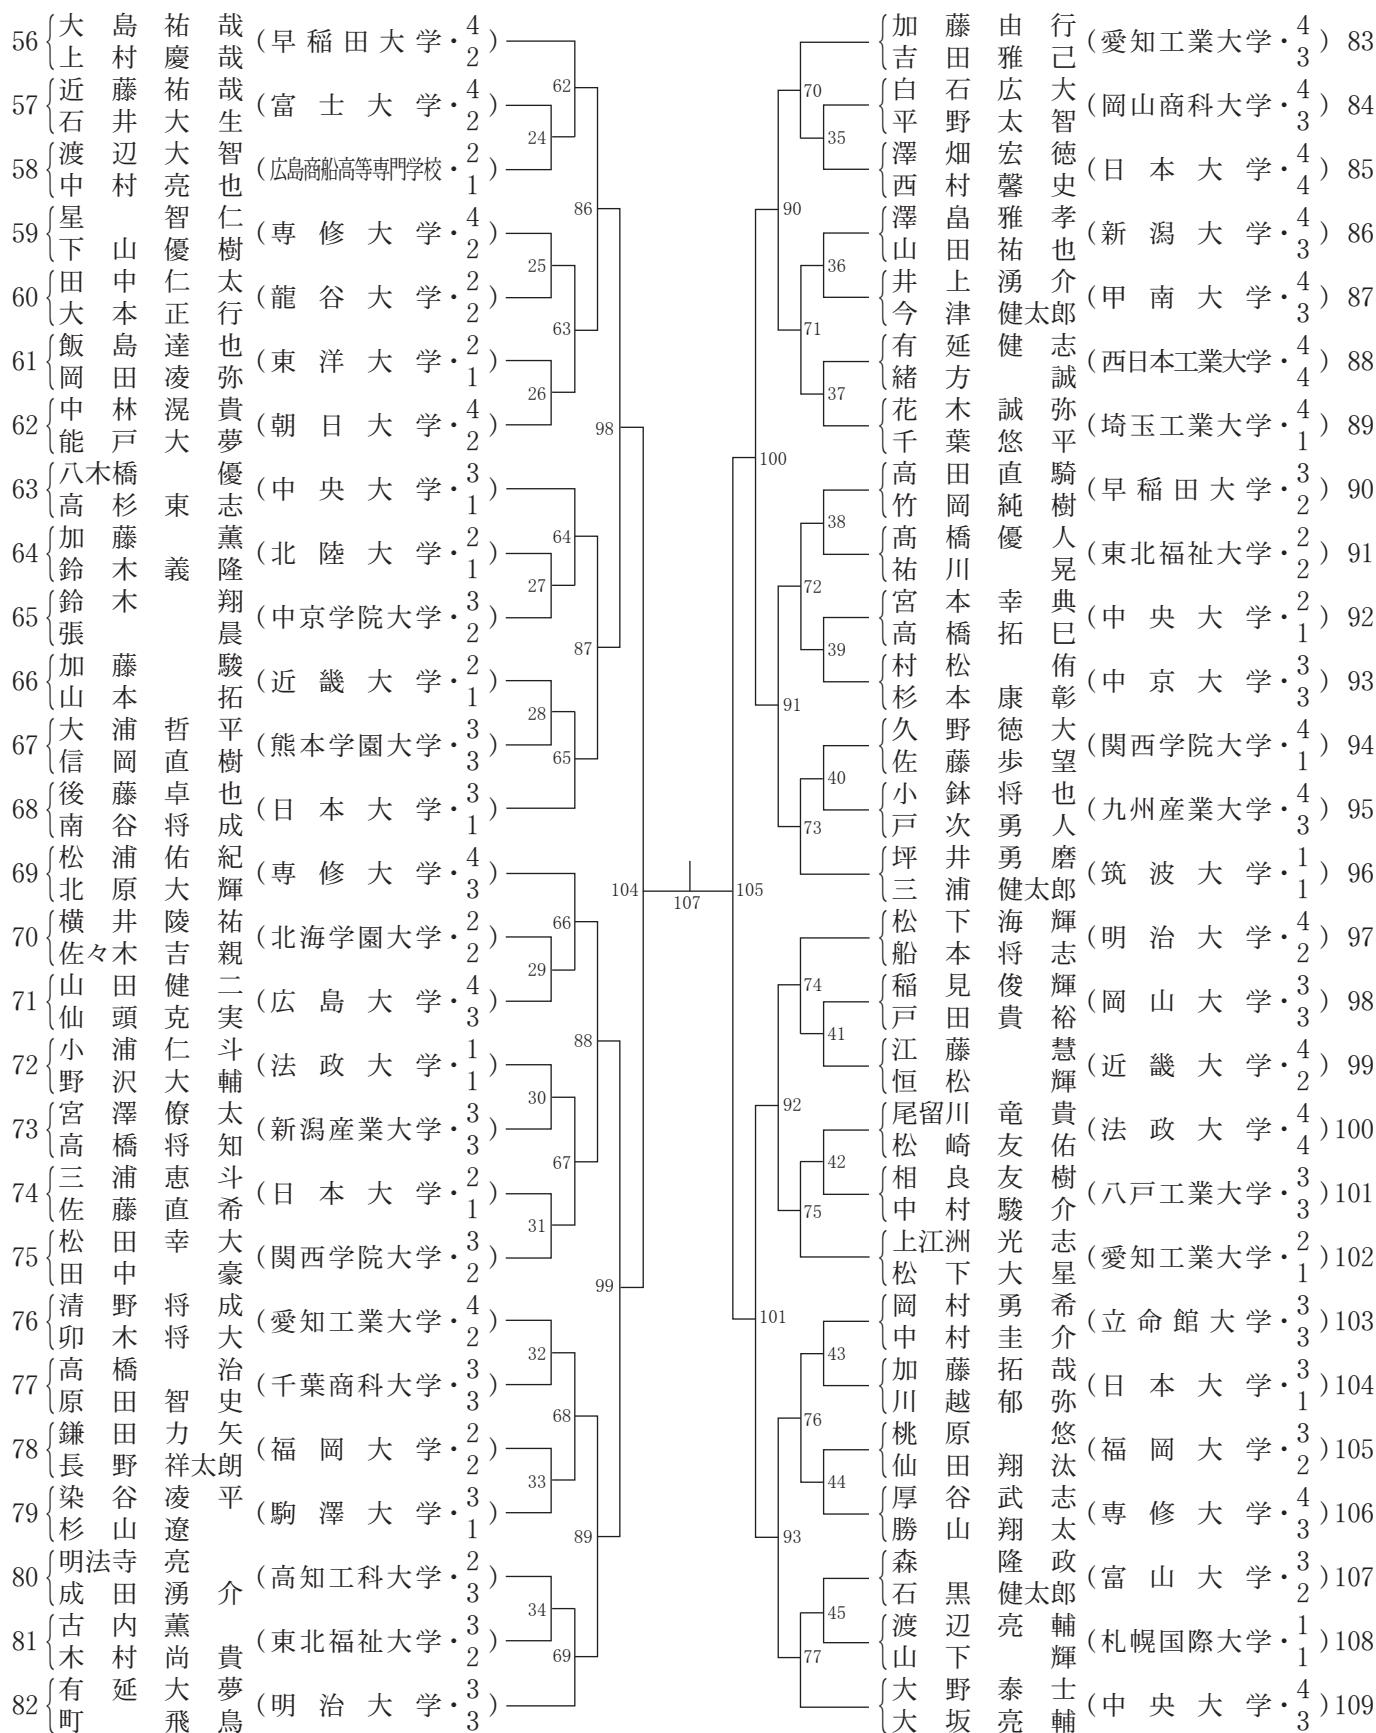 56 大島祐哉 (早稲田大学・4)
上村慶哉 2
57 近藤祐哉 (富士大学・4)
石井大生 2
58 渡辺大智 (広島商船高等専門学校・2)
中村亮也 1
59 星智仁 (専修大学・4)
下山優樹 2
60 田中仁太 (龍谷大学・2)
大本正行 2
61 飯島達也 (東洋大学・2)
岡田凌弥 1
62 中林滉貴 (朝日大学・4)
能戸大夢 2
63 八木橋優 (中央大学・3)
高杉東志 1
64 加藤薫 (北陸大学・2)
鈴木義隆 1
65 鈴木翔 (中京学院大学・3)
張晨 2
66 加藤駿 (近畿大学・2)
山本拓 1
67 大浦哲平 (熊本学園大学・3)
信岡直樹 3
68 後藤卓也 (日本大学・3)
南谷将成 1
69 松浦佑紀 (専修大学・4)
北原大輝 3
70 横井陵祐 (北海学園大学・2)
佐々木吉親 2
71 山田健二 (広島大学・4)
仙頭克実 3
72 小浦仁斗 (法政大学・1)
野沢大輔 1
73 宮澤僚太 (新潟産業大学・3)
高橋将知 3
74 三浦恵斗 (日本大学・2)
佐藤直希 1
75 松田幸大 (関西学院大学・3)
田中豪 2
76 清野将成 (愛知工業大学・4)
卯木将大 2
77 高橋治 (千葉商科大学・3)
原田智史 3
78 鎌田力矢 (福岡大学・2)
長野祥太朗 2
79 染谷凌平 (駒澤大学・3)
杉山遼 1
80 明法寺亮 (高知工科大学・2)
成田湧介 3
81 古内薫 (東北福祉大学・3)
木村尚貴 2
82 有延大夢 (明治大学・3)
町飛鳥 3
62
24
86
25
63
26
98
64
27
87
28
65
104
66
29
88
30
67
31
99
32
68
33
89
34
69
107
105
70
35
90
36
71
37
100
38
72
39
91
40
73
74
41
92
42
75
101
43
76
44
93
45
77
加藤由行 (愛知工業大学・4) 83
吉田雅己 3
白石広大 (岡山商科大学・4) 84
平野太智 3
澤畑宏徳 (日本大学・4) 85
西村馨史 4
澤畠雅孝 (新潟大学・4) 86
山田祐也 3
井上湧介 (甲南大学・4) 87
今津健太郎 3
有延健志 (西日本工業大学・4) 88
緒方誠 4
花木誠弥 (埼玉工業大学・4) 89
千葉悠平 1
高田直騎 (早稲田大学・3) 90
竹岡純樹 2
髙橋優人 (東北福祉大学・2) 91
祐川晃 2
宮本幸典 (中央大学・2) 92
高橋拓巳 1
村松侑 (中京大学・3) 93
杉本康彰 3
久野徳大 (関西学院大学・4) 94
佐藤歩望 1
小鉢将也 (九州産業大学・4) 95
戸次勇人 3
坪井勇磨 (筑波大学・1) 96
三浦健太郎 1
松下海輝 (明治大学・4) 97
船本将志 2
稲見俊輝 (岡山大学・3) 98
戸田貴裕 3
江藤慧 (近畿大学・4) 99
恒松輝 2
尾留川竜貴 (法政大学・4) 100
松崎友佑 4
相良友樹 (八戸工業大学・3) 101
中村駿介 3
上江洲光志 (愛知工業大学・2) 102
松下大星 1
岡村勇希 (立命館大学・3) 103
中村圭介 3
加藤拓哉 (日本大学・3) 104
川越郁弥 1
桃原悠 (福岡大学・3) 105
仙田翔汰 2
厚谷武志 (専修大学・4) 106
勝山翔太 3
森隆政 (富山大学・3) 107
石黒健太郎 2
渡辺亮輔 (札幌国際大学・1) 108
山下輝 1
大野泰士 (中央大学・4) 109
大坂亮輔 3